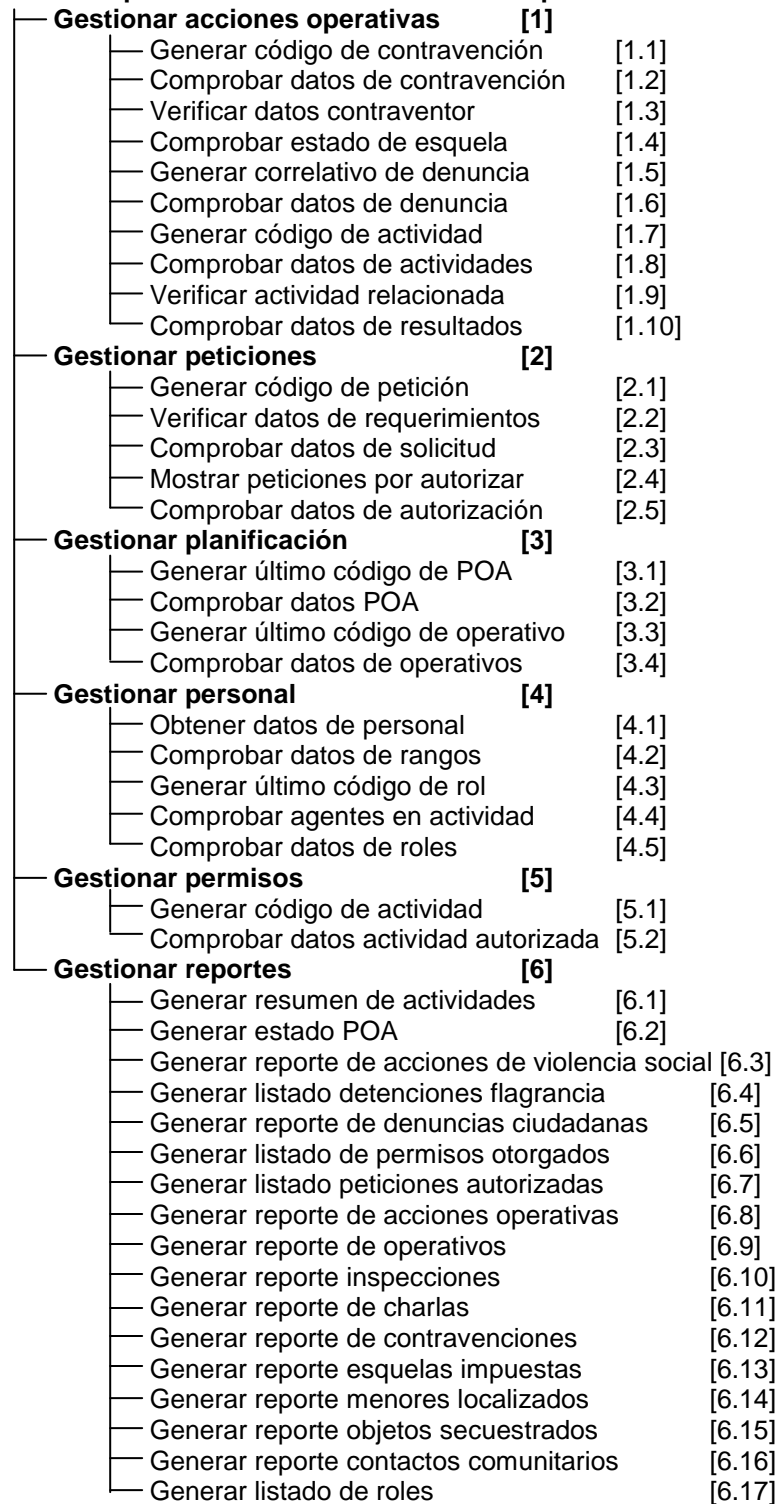 Gestionar acciones operativas [1]
Generar código de contravención [1.1]
Comprobar datos de contravención [1.2]
Verificar datos contraventor [1.3]
Comprobar estado de esquela [1.4]
Generar correlativo de denuncia [1.5]
Comprobar datos de denuncia [1.6]
Generar código de actividad [1.7]
Comprobar datos de actividades [1.8]
Verificar actividad relacionada [1.9]
Comprobar datos de resultados [1.10]
Gestionar peticiones [2]
Generar código de petición [2.1]
Verificar datos de requerimientos [2.2]
Comprobar datos de solicitud [2.3]
Mostrar peticiones por autorizar [2.4]
Comprobar datos de autorización [2.5]
Gestionar planificación [3]
Generar último código de POA [3.1]
Comprobar datos POA [3.2]
Generar último código de operativo [3.3]
Comprobar datos de operativos [3.4]
Gestionar personal [4]
Obtener datos de personal [4.1]
Comprobar datos de rangos [4.2]
Generar último código de rol [4.3]
Comprobar agentes en actividad [4.4]
Comprobar datos de roles [4.5]
Gestionar permisos [5]
Generar código de actividad [5.1]
Comprobar datos actividad autorizada [5.2]
Gestionar reportes [6]
Generar resumen de actividades [6.1]
Generar estado POA [6.2]
Generar reporte de acciones de violencia social [6.3]
Generar listado detenciones flagrancia [6.4]
Generar reporte de denuncias ciudadanas [6.5]
Generar listado de permisos otorgados [6.6]
Generar listado peticiones autorizadas [6.7]
Generar reporte de acciones operativas [6.8]
Generar reporte de operativos [6.9]
Generar reporte inspecciones [6.10]
Generar reporte de charlas [6.11]
Generar reporte de contravenciones [6.12]
Generar reporte esquelas impuestas [6.13]
Generar reporte menores localizados [6.14]
Generar reporte objetos secuestrados [6.15]
Generar reporte contactos comunitarios [6.16]
Generar listado de roles [6.17]